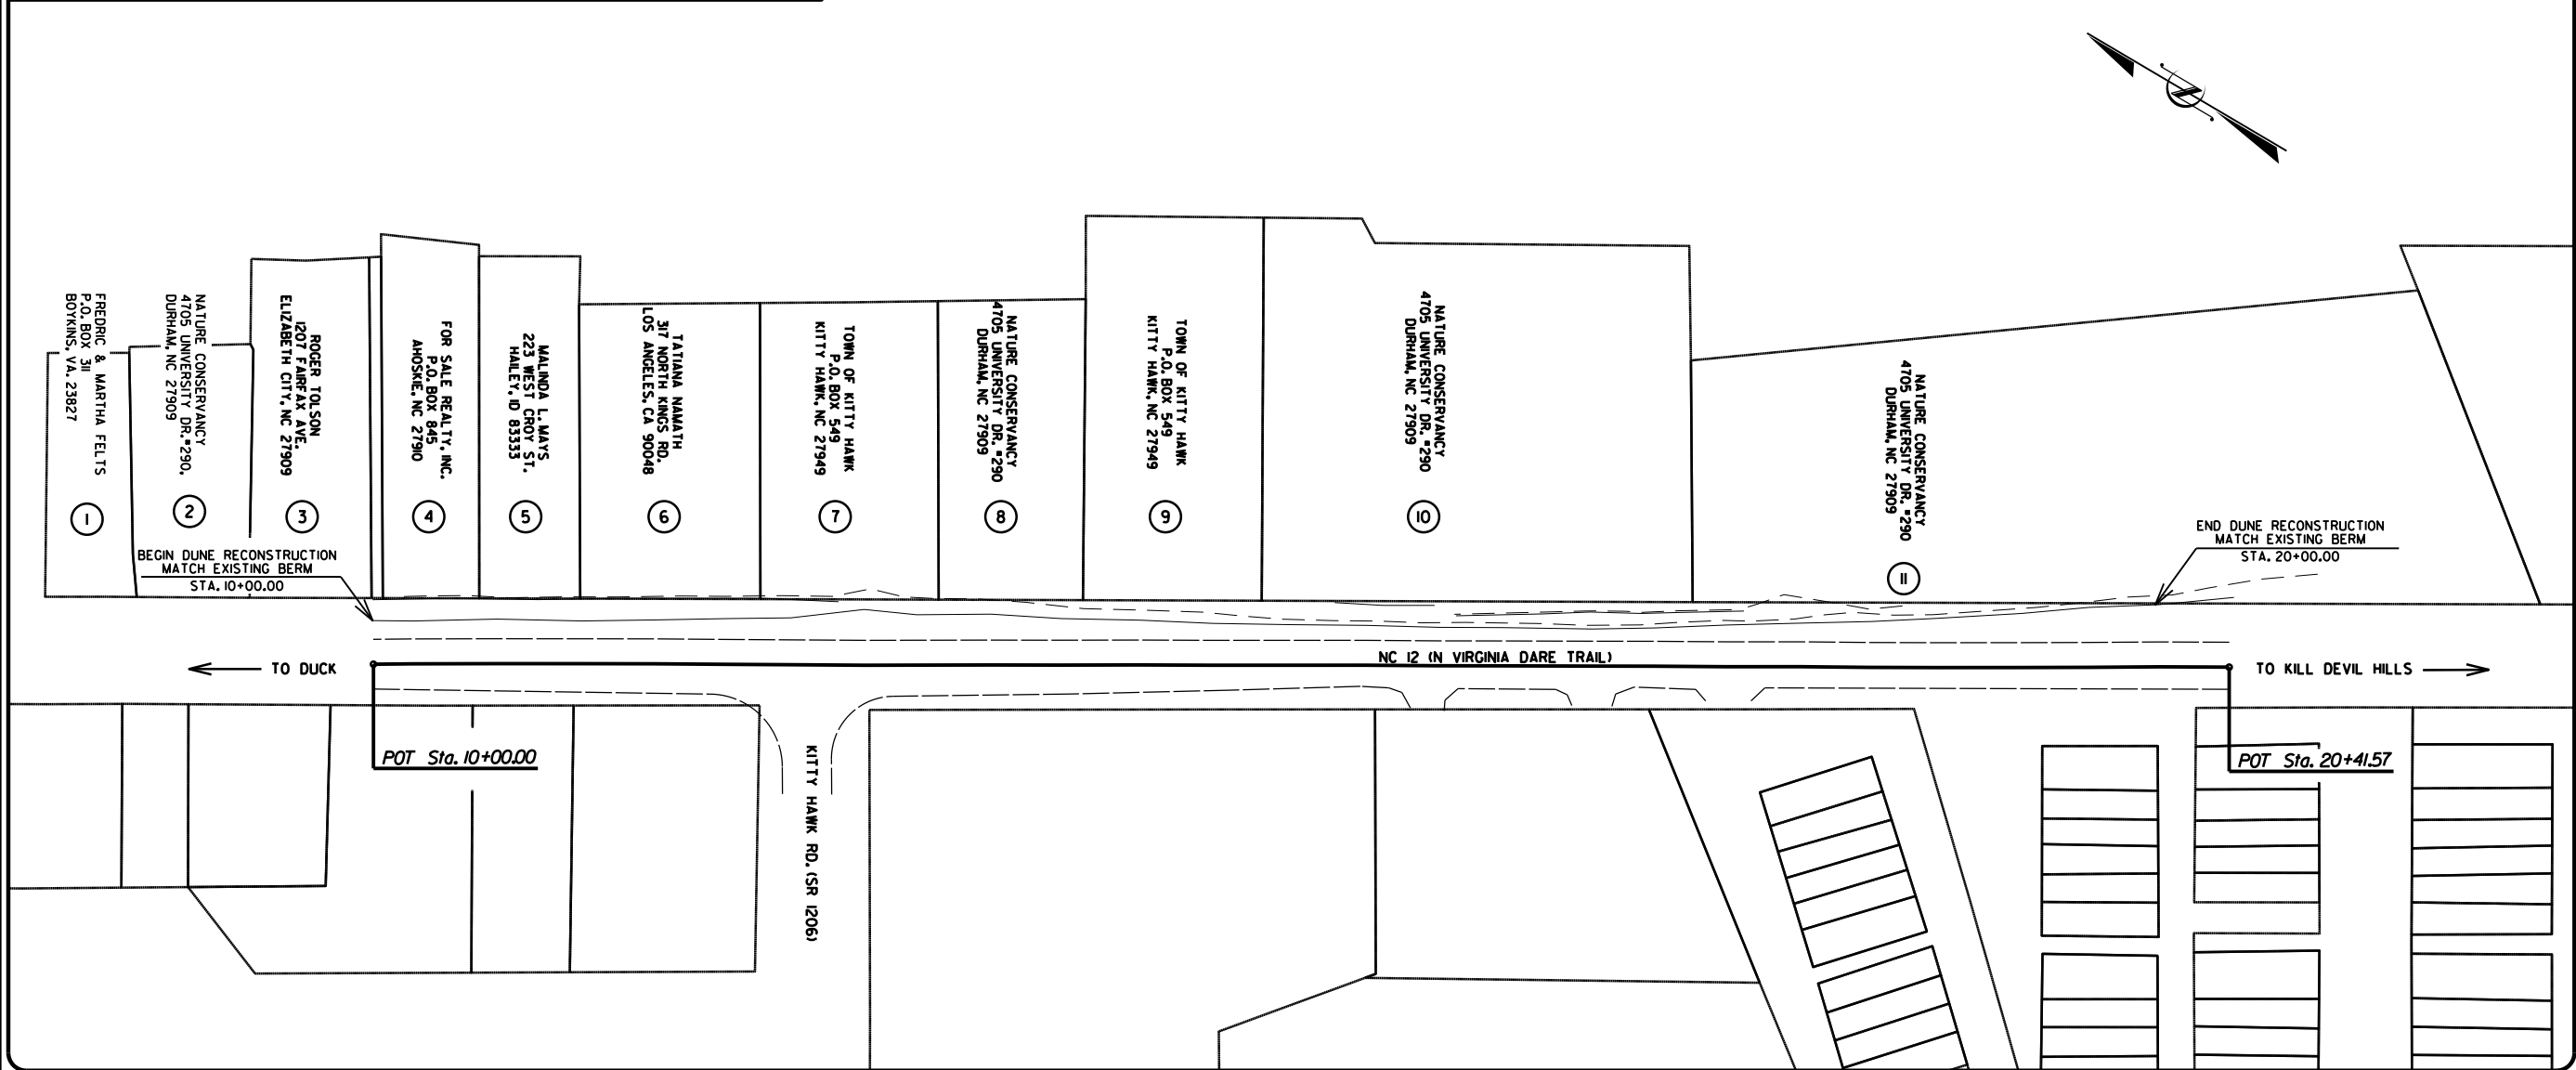 FREDRIC & MARTHA FELTS
P.O. BOX 311
BOYKINS, VA. 23827
1
NATURE CONSERVANCY
4705 UNIVERSITY DR. #290.
DURHAM, NC 27909
2
ROGER TOLSON
1207 FAIRFAX AVE.
ELIZABETH CITY, NC 27909
3
FOR SALE REALTY, INC.
P.O. BOX 845
AHOSKIE, NC 27910
4
MALINDA L. MAYS
223 WEST CROY ST.
HAILEY, ID 83333
5
TATIANA NAMATH
317 NORTH KINGS RD.
LOS ANGELES, CA 90048
6
TOWN OF KITTY HAWK
P.O. BOX 549
KITTY HAWK, NC 27949
7
NATURE CONSERVANCY
4705 UNIVERSITY DR. #290
DURHAM, NC 27909
8
TOWN OF KITTY HAWK
P.O. BOX 549
KITTY HAWK, NC 27949
9
NATURE CONSERVANCY
4705 UNIVERSITY DR. #290
DURHAM, NC 27909
10
NATURE CONSERVANCY
4705 UNIVERSITY DR. #290
DURHAM, NC 27909
11
BEGIN DUNE RECONSTRUCTION
MATCH EXISTING BERM
STA. 10+00.00
END DUNE RECONSTRUCTION
MATCH EXISTING BERM
STA. 20+00.00
TO DUCK
NC 12 (N VIRGINIA DARE TRAIL)
TO KILL DEVIL HILLS
POT Sta. 10+00.00
KITTY HAWK RD. (SR 1206)
POT Sta. 20+41.57
N